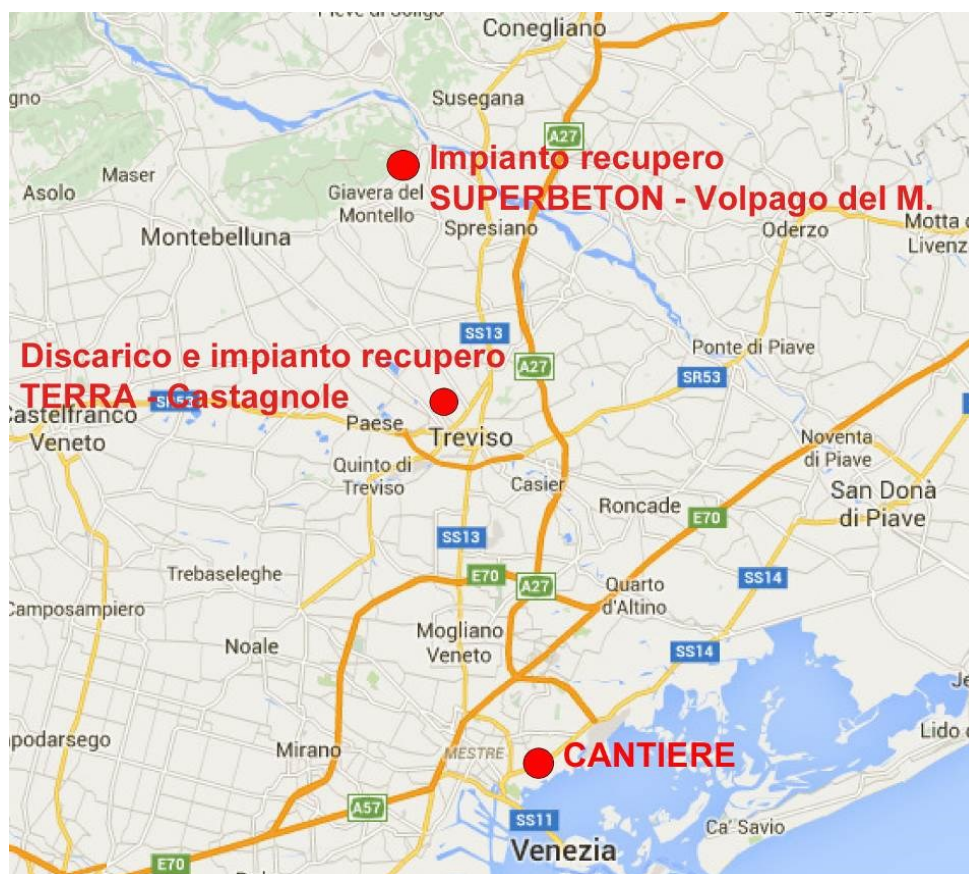 Conegliano
gno
Susegana
A27
Impianto recupero
SUPERBETON - Volpago del M.
Maser
Asolo
Giavera del
Montello
Montebelluna
Spresiano
Oderzo
Motta d
Livenz
SS13
A27
Discarico e impianto recupero
TERRA - Castagnole
Ponte di Piave
SR53
Castelfranco
Veneto
Paese
Treviso
Quinto di
Treviso
Casier
Noventa
di Piave
Roncade
San Donà
di Piave
E70
SS13
Trebaseleghe
E70
A27
SS14
Camposampiero
Quarto
d'Altino
Noale
Mogliano
Veneto
SS14
Je
podarsego
Mirano
MESTRE
CANTIERE
Lido d
A57
SS11
Ca' Savio
Venezia
E70